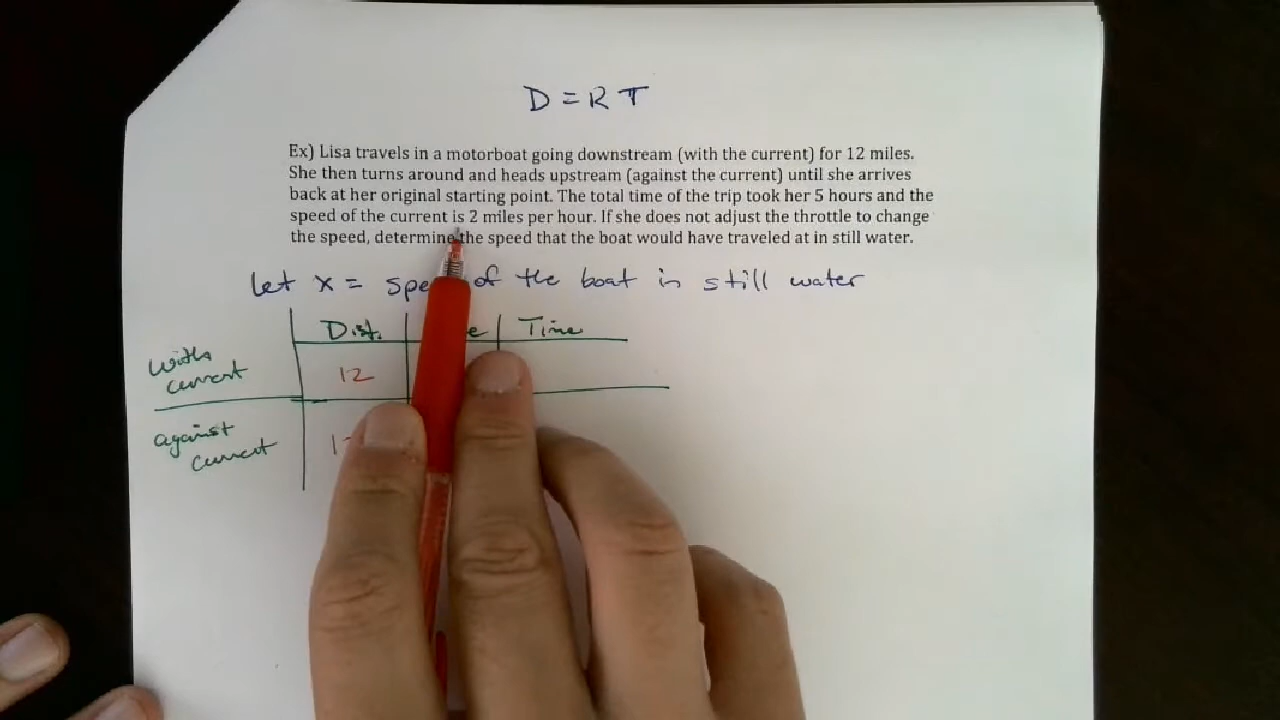 D = R T
Ex) Lisa travels in a motorboat going downstream (with the current) for 12 miles.
She then turns around and heads upstream (against the current) until she arrives
back at her original starting point. The total time of the trip took her 5 hours and the
speed of the current is 2 miles per hour. If she does not adjust the throttle to change
the speed, determine the speed that the boat would have traveled at in still water.
let x = of the boat in still water
Dist. Time
with
current 12
against
current